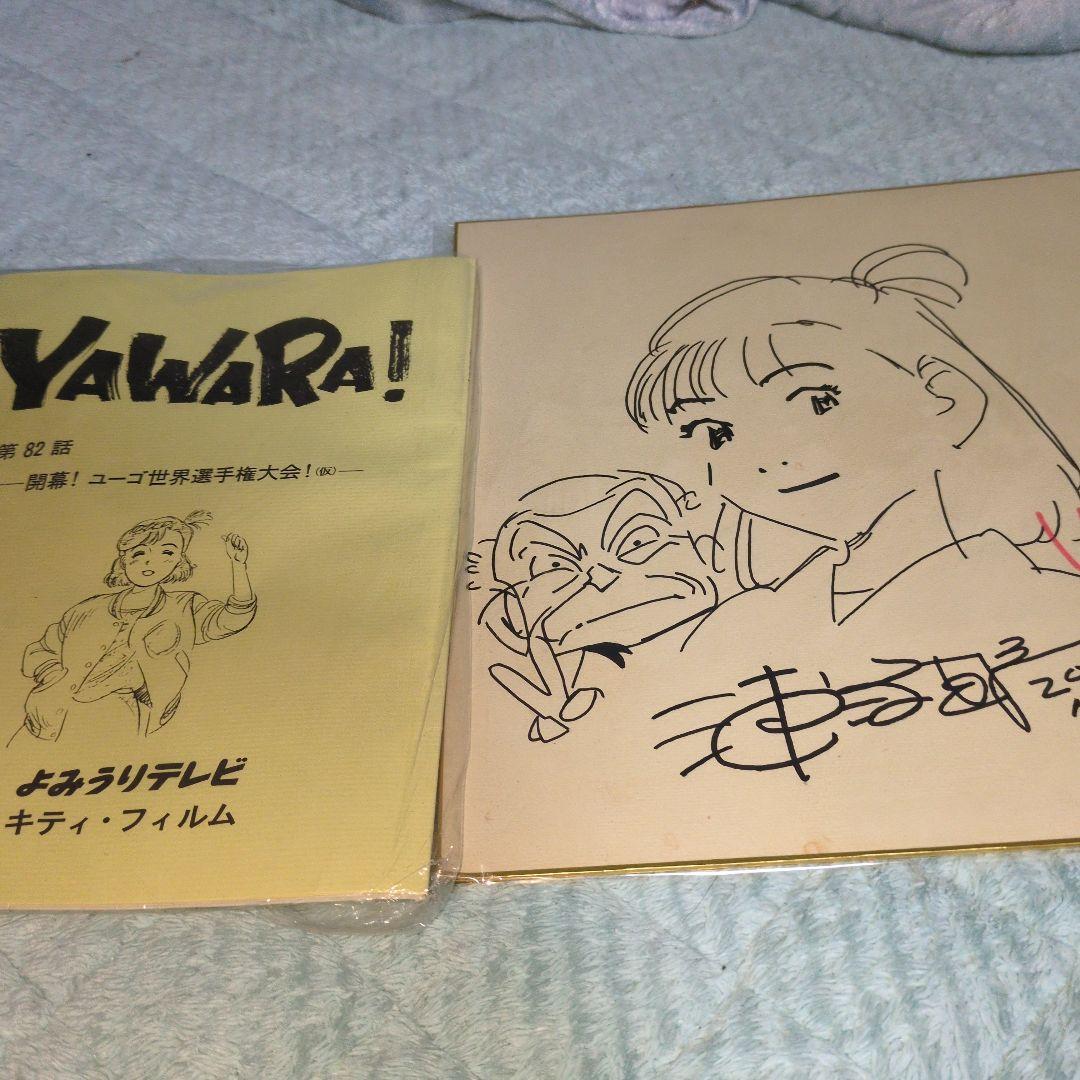 YAWARA!
第82話
—開幕！ユーゴ世界選手権大会！(仮)—
よみうりテレビ
キティ・フィルム